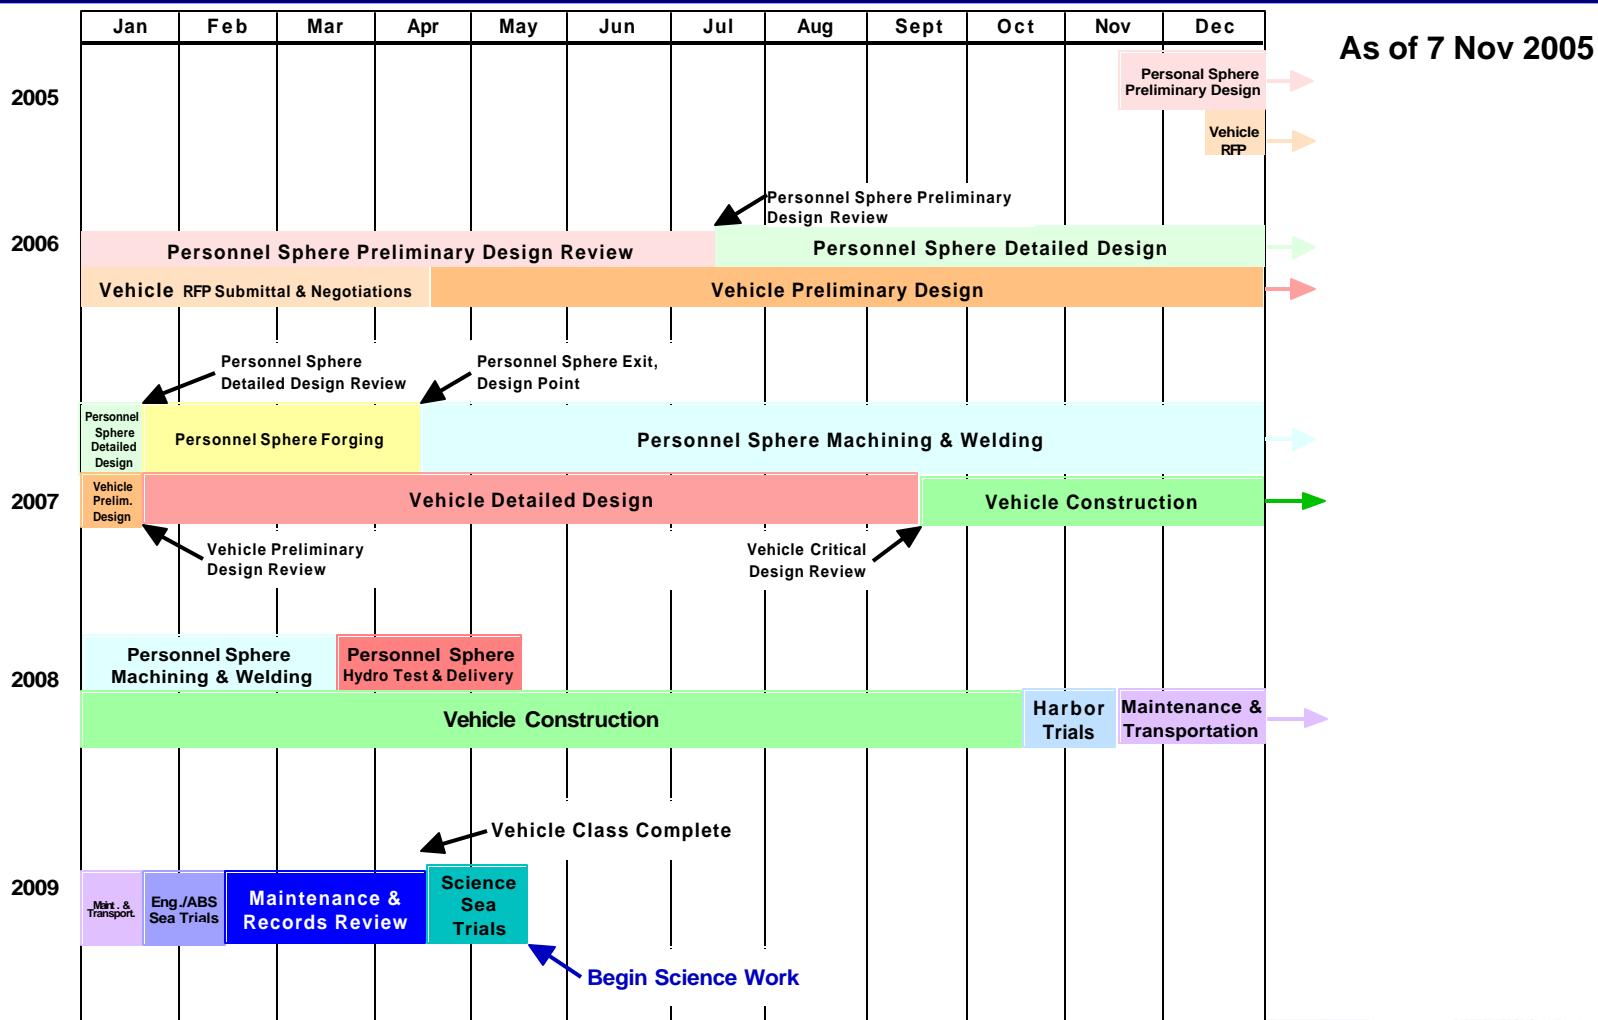 Jan Feb Mar Apr May Jun Jul Aug Sept Oct Nov Dec
As of 7 Nov 2005
2005
Personal Sphere
Preliminary Design
Vehicle
RFP
2006
Personnel Sphere Preliminary
Design Review
Personnel Sphere Preliminary Design Review
Personnel Sphere Detailed Design
Vehicle RFP Submittal & Negotiations
Vehicle Preliminary Design
Personnel Sphere
Detailed Design Review
Personnel Sphere Exit,
Design Point
2007
Personnel
Sphere
Detailed
Design
Personnel Sphere Forging
Personnel Sphere Machining & Welding
Vehicle
Prelim.
Design
Vehicle Detailed Design
Vehicle Construction
Vehicle Preliminary
Design Review
Vehicle Critical
Design Review
2008
Personnel Sphere
Machining & Welding
Personnel Sphere
Hydro Test & Delivery
Vehicle Construction
Harbor
Trials
Maintenance &
Transportation
Vehicle Class Complete
2009
Maint. &
Transport.
Eng./ABS
Sea Trials
Maintenance &
Records Review
Science
Sea
Trials
Begin Science Work